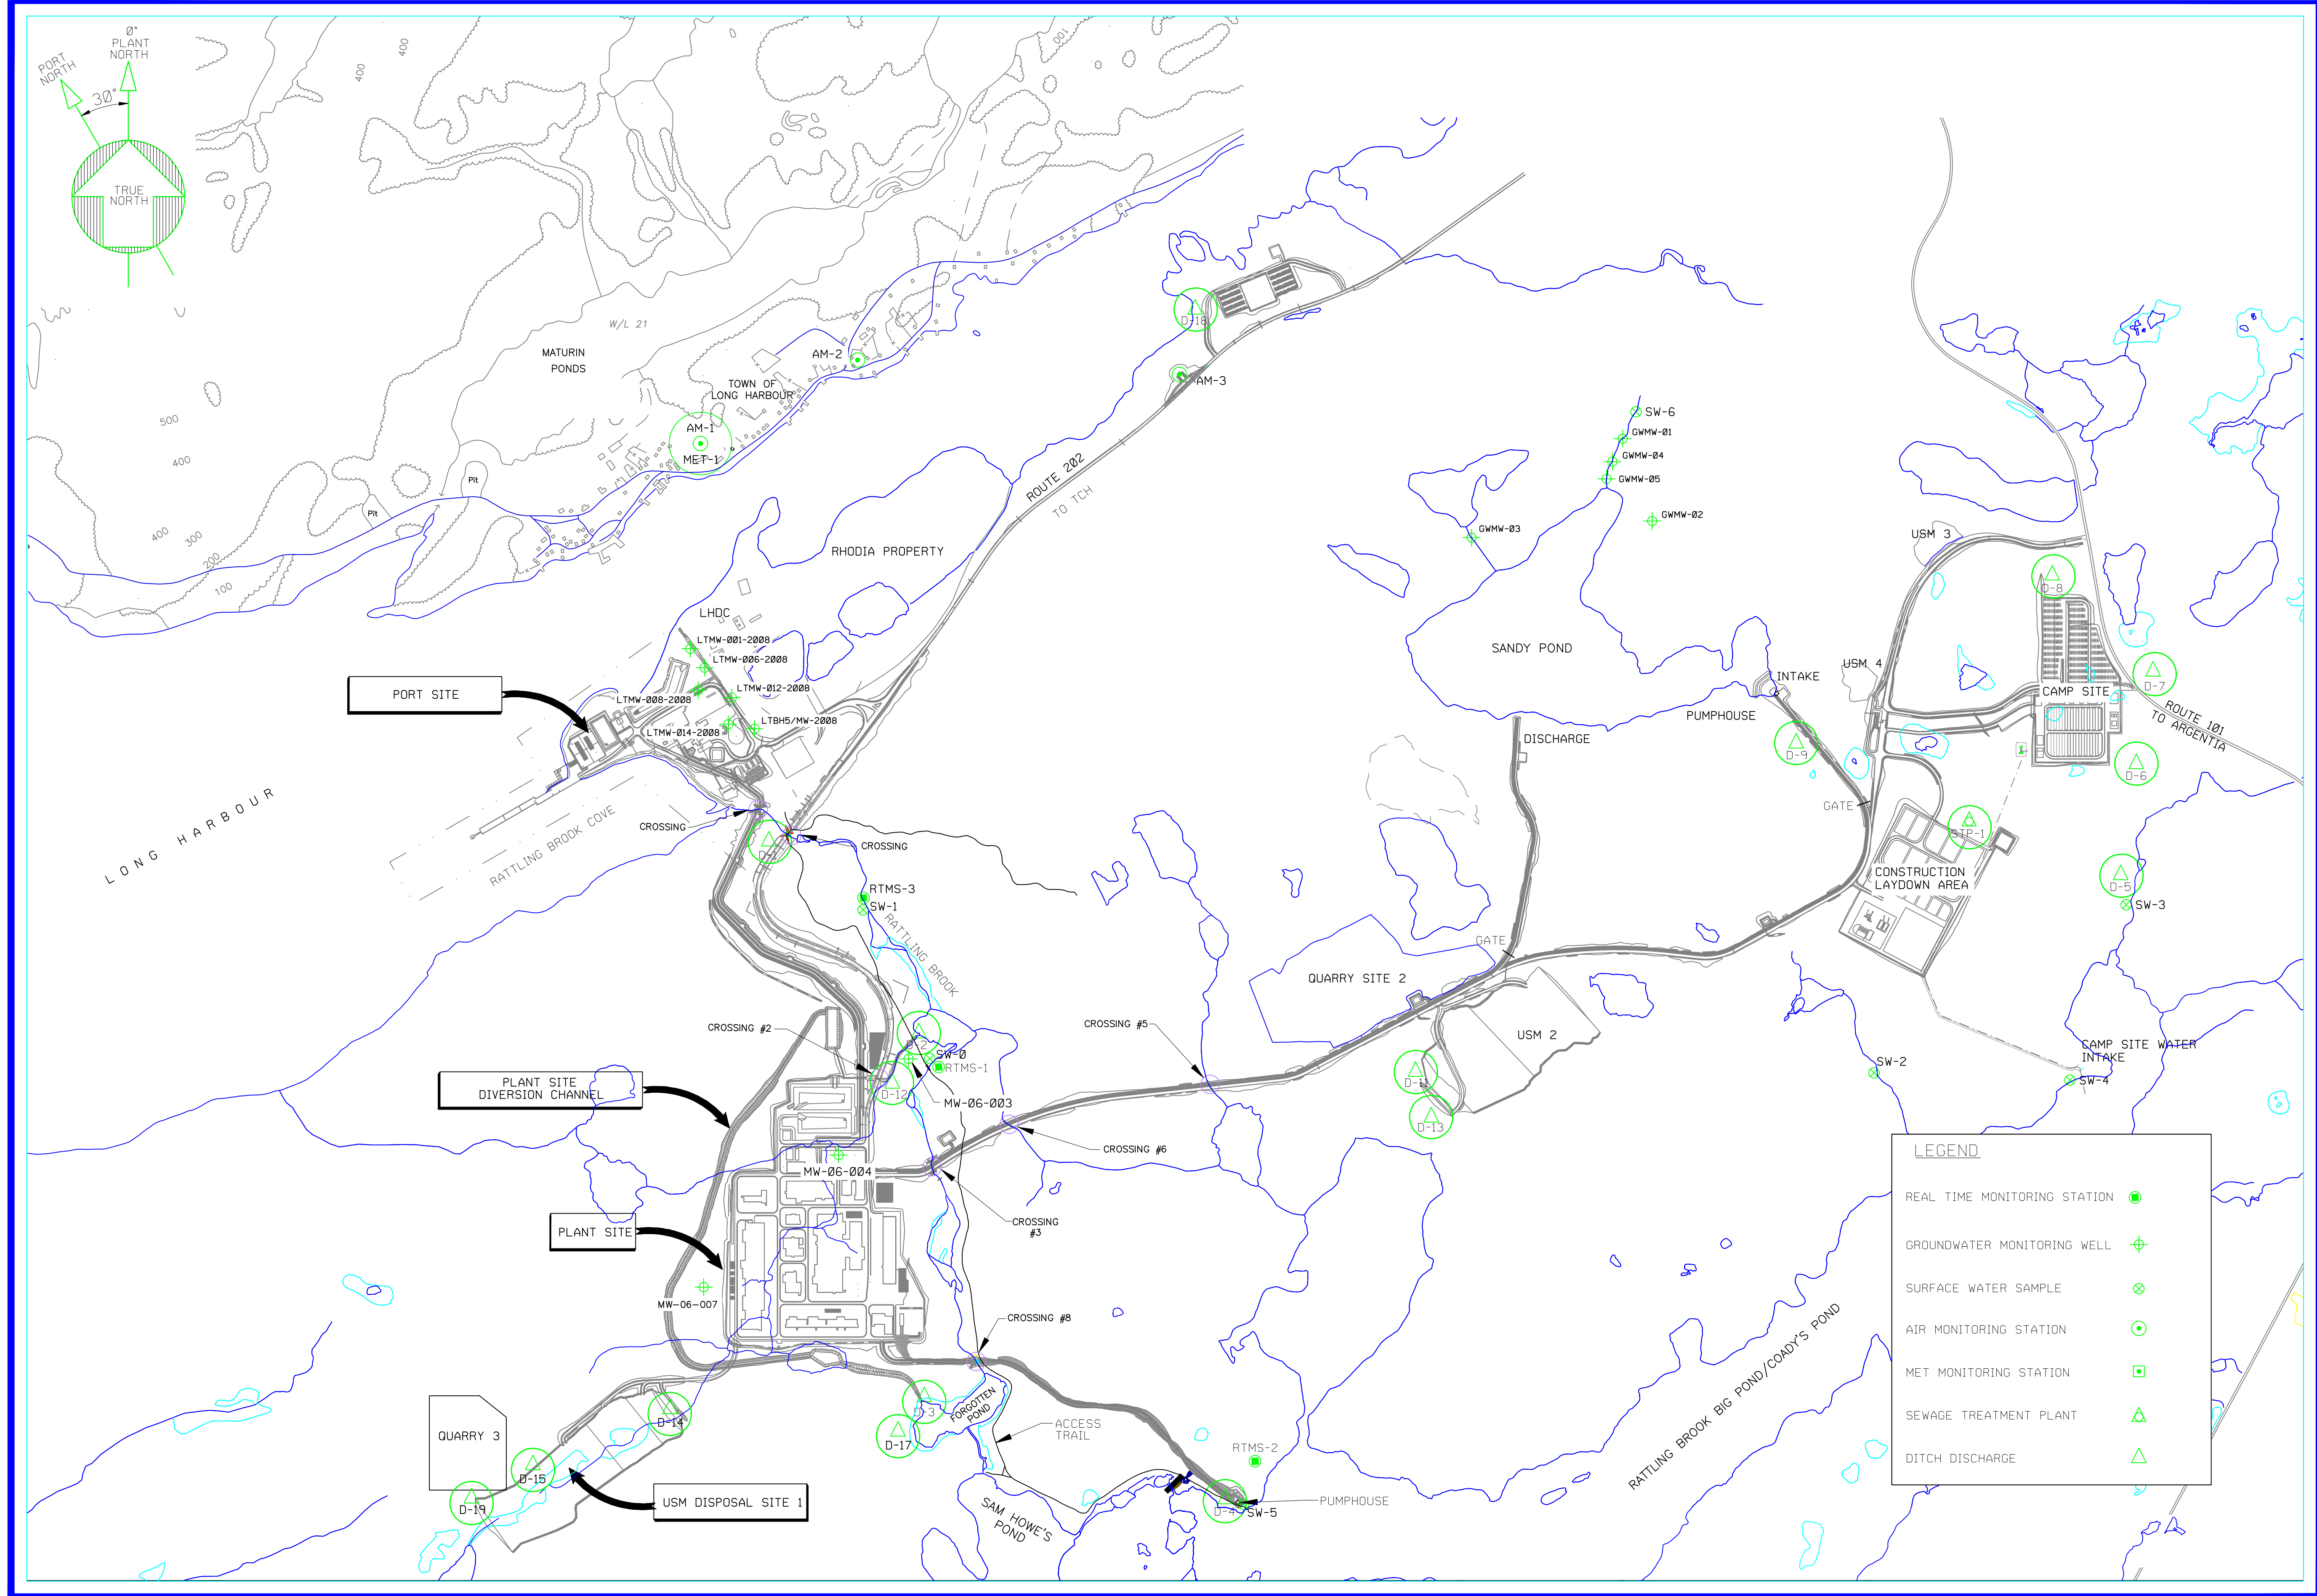 0°
PLANT
NORTH
PORT
NORTH
30°
TRUE
NORTH
400
400
100
W/L 21
MATURIN
PONDS
AM-2
TOWN OF
LONG HARBOUR
AM-1
MET-1
500
400
400
300
200
100
Pit
Pit
D-18
AM-3
ROUTE 202
TO TCH
RHODIA PROPERTY
SW-6
GWMW-01
GWMW-04
GWMW-05
GWMW-02
GWMW-03
SANDY POND
USM 3
D-8
USM 4
INTAKE
PUMPHOUSE
CAMP SITE
D-7
ROUTE 101
TO ARGENTIA
DISCHARGE
D-9
D-6
GATE
STP-1
LHDC
LTMW-001-2008
LTMW-006-2008
LTMW-012-2008
LTMW-008-2008
LTBH5/MW-2008
LTMW-014-2008
PORT SITE
LONG HARBOUR
RATTLING BROOK COVE
CROSSING
CROSSING
D-1
RTMS-3
SW-1
RATTLING BROOK
CONSTRUCTION
LAYDOWN AREA
D-5
SW-3
GATE
QUARRY SITE 2
USM 2
CROSSING #2
CROSSING #5
D-2
SW-0
RTMS-1
D-12
MW-06-003
D-11
D-13
SW-2
CAMP SITE WATER
INTAKE
SW-4
PLANT SITE
DIVERSION CHANNEL
CROSSING #6
MW-06-004
CROSSING
#3
PLANT SITE
MW-06-007
CROSSING #8
D-3
FORGOTTEN
POND
D-17
D-14
QUARRY 3
D-15
D-19
USM DISPOSAL SITE 1
ACCESS
TRAIL
RTMS-2
SAM HOWE'S
POND
D-4
SW-5
PUMPHOUSE
RATTLING BROOK BIG POND/COADY'S POND
LEGEND
REAL TIME MONITORING STATION
GROUNDWATER MONITORING WELL
SURFACE WATER SAMPLE
AIR MONITORING STATION
MET MONITORING STATION
SEWAGE TREATMENT PLANT
DITCH DISCHARGE